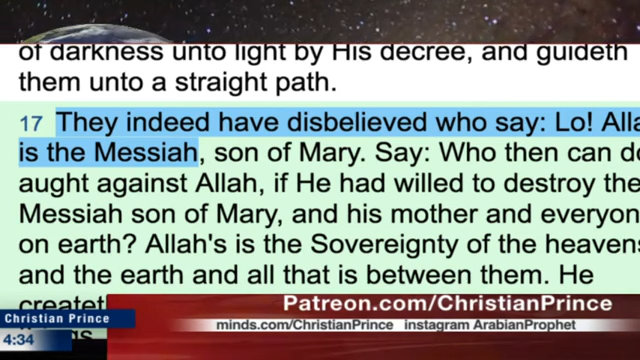 of darkness unto light by His decree, and guideth
them unto a straight path.
17 They indeed have disbelieved who say: Lo! Alla
is the Messiah, son of Mary. Say: Who then can do
aught against Allah, if He had willed to destroy the
Messiah son of Mary, and his mother and everyon
on earth? Allah's is the Sovereignty of the heavens
and the earth and all that is between them. He
Patreon.com/ChristianPrince
Christian Prince
minds.com/ChristianPrince instagram ArabianProphet
4:34